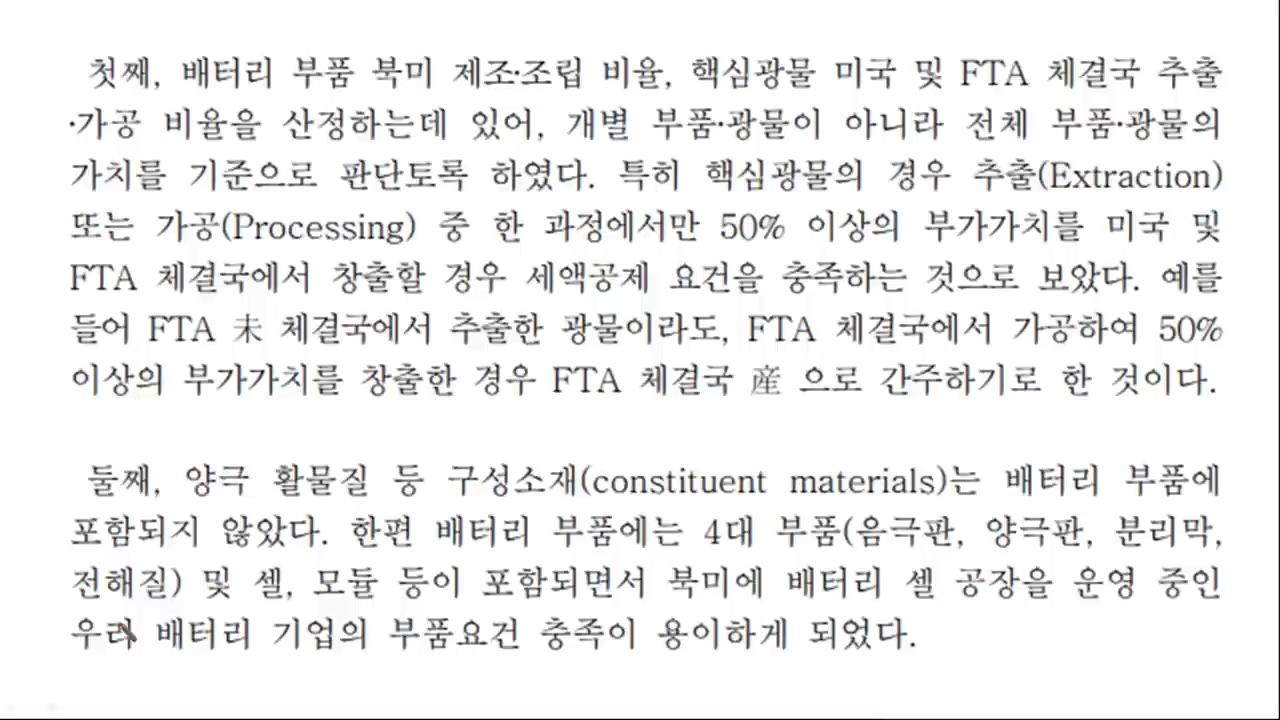 첫째, 배터리 부품 북미 제조·조립 비율, 핵심광물 미국 및 FTA 체결국 추출
·가공 비율을 산정하는데 있어, 개별 부품·광물이 아니라 전체 부품·광물의
가치를 기준으로 판단토록 하였다. 특히 핵심광물의 경우 추출(Extraction)
또는 가공(Processing) 중 한 과정에서만 50% 이상의 부가가치를 미국 및
FTA 체결국에서 창출할 경우 세액공제 요건을 충족하는 것으로 보았다. 예를
들어 FTA 未 체결국에서 추출한 광물이라도, FTA 체결국에서 가공하여 50%
이상의 부가가치를 창출한 경우 FTA 체결국 産 으로 간주하기로 한 것이다.
둘째, 양극 활물질 등 구성소재(constituent materials)는 배터리 부품에
포함되지 않았다. 한편 배터리 부품에는 4대 부품(음극판, 양극판, 분리막,
전해질) 및 셀, 모듈 등이 포함되면서 북미에 배터리 셀 공장을 운영 중인
우리 배터리 기업의 부품요건 충족이 용이하게 되었다.